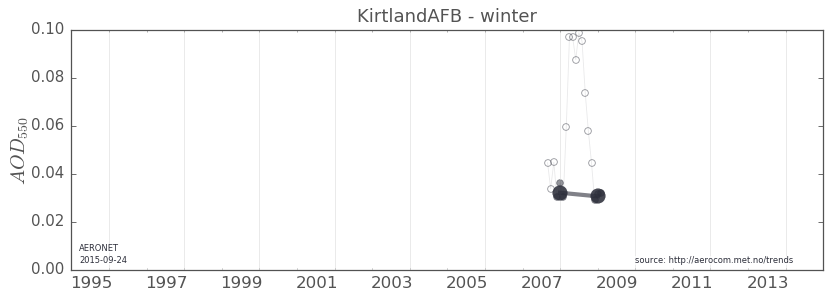 KirtlandAFB - winter
0.10
0.08
0.06
0.04
0.02
0.00
AOD550
AERONET
2015-09-24
source: http://aerocom.met.no/trends
1995 1997 1999 2001 2003 2005 2007 2009 2011 2013